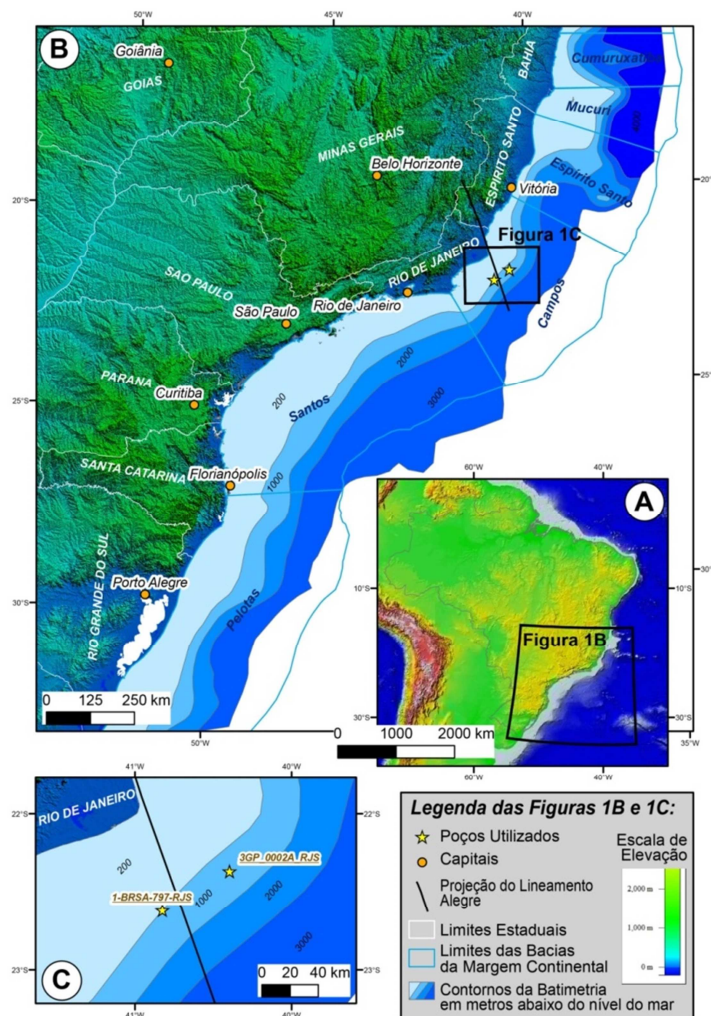 50°W
45°W
40°W
B
Goiânia
GOIAS
BAHIA
Cumuruxatiba
Mucuri
4000
MINAS GERAIS
Belo Horizonte
ESPIRITO SANTO
Espírito Santo
Vitória
20°S
20°S
Figura 1C
RIO DE JANEIRO
SAO PAULO
Rio de Janeiro
São Paulo
Campos
2000
3000
25°S
PARANA
Curitiba
200
Santos
25°S
SANTA CATARINA
Florianópolis
1000
60°W
40°W
A
RIO GRANDE DO SUL
Porto Alegre
Pelotas
30°S
30°S
10°S
Figura 1B
0 125 250 km
0 1000 2000 km
30°S
50°W
60°W
40°W
35°W
41°W
40°W
RIO DE JANEIRO
22°S
22°S
200
3GP_0002A_RJS
1000
1-BRSA-797-RJS
2000
3000
23°S
23°S
C
0 20 40 km
41°W
40°W
Legenda das Figuras 1B e 1C:
Poços Utilizados
Capitais
Projeção do Lineamento
Alegre
Limites Estaduais
Limites das Bacias
da Margem Continental
Contornos da Batimetria
em metros abaixo do nível do mar
Escala de
Elevação
2,000 m
1,000 m
0 m